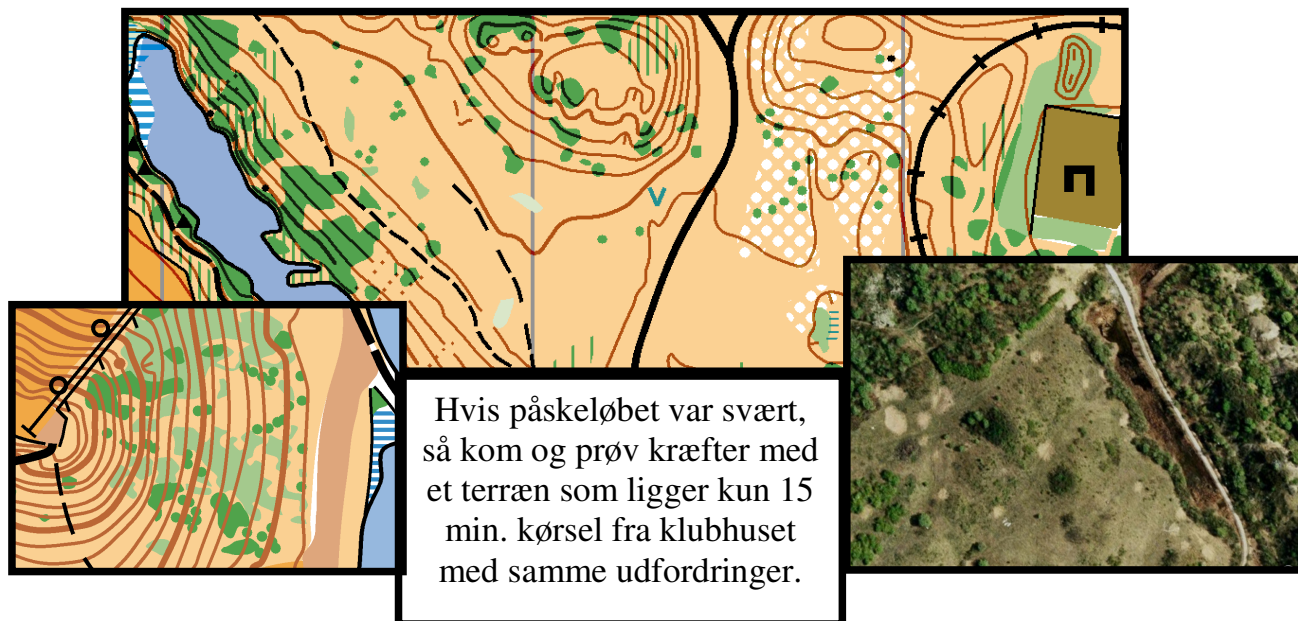 Hvis påskeløbet var svært,
så kom og prøv kræfter med
et terræn som ligger kun 15
min. kørsel fra klubhuset
med samme udfordringer.